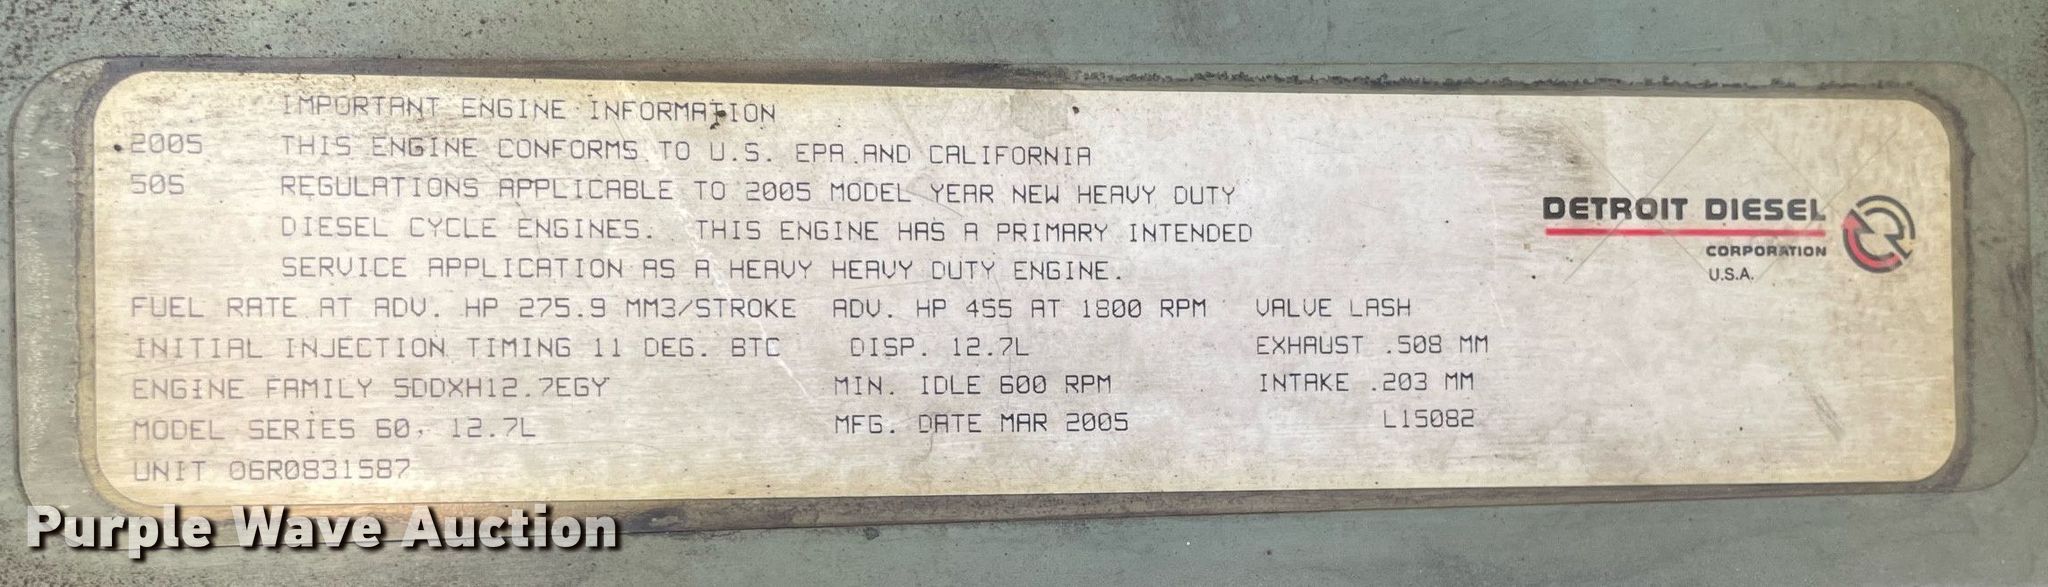 IMPORTANT ENGINE INFORMATION
2005 THIS ENGINE CONFORMS TO U.S. EPA AND CALIFORNIA
505 REGULATIONS APPLICABLE TO 2005 MODEL YEAR NEW HEAVY DUTY
DIESEL CYCLE ENGINES. THIS ENGINE HAS A PRIMARY INTENDED
SERVICE APPLICATION AS A HEAVY HEAVY DUTY ENGINE.
FUEL RATE AT ADV. HP 275.9 MM3/STROKE ADV. HP 455 AT 1800 RPM VALVE LASH
INITIAL INJECTION TIMING 11 DEG. BTC DISP. 12.7L EXHAUST .508 MM
ENGINE FAMILY 5DDXH12.7EGY MIN. IDLE 600 RPM INTAKE .203 MM
MODEL SERIES 60, 12.7L MFG. DATE MAR 2005 L15082
UNIT 06R0831587
DETROIT DIESEL
CORPORATION
U.S.A.
Purple Wave Auction